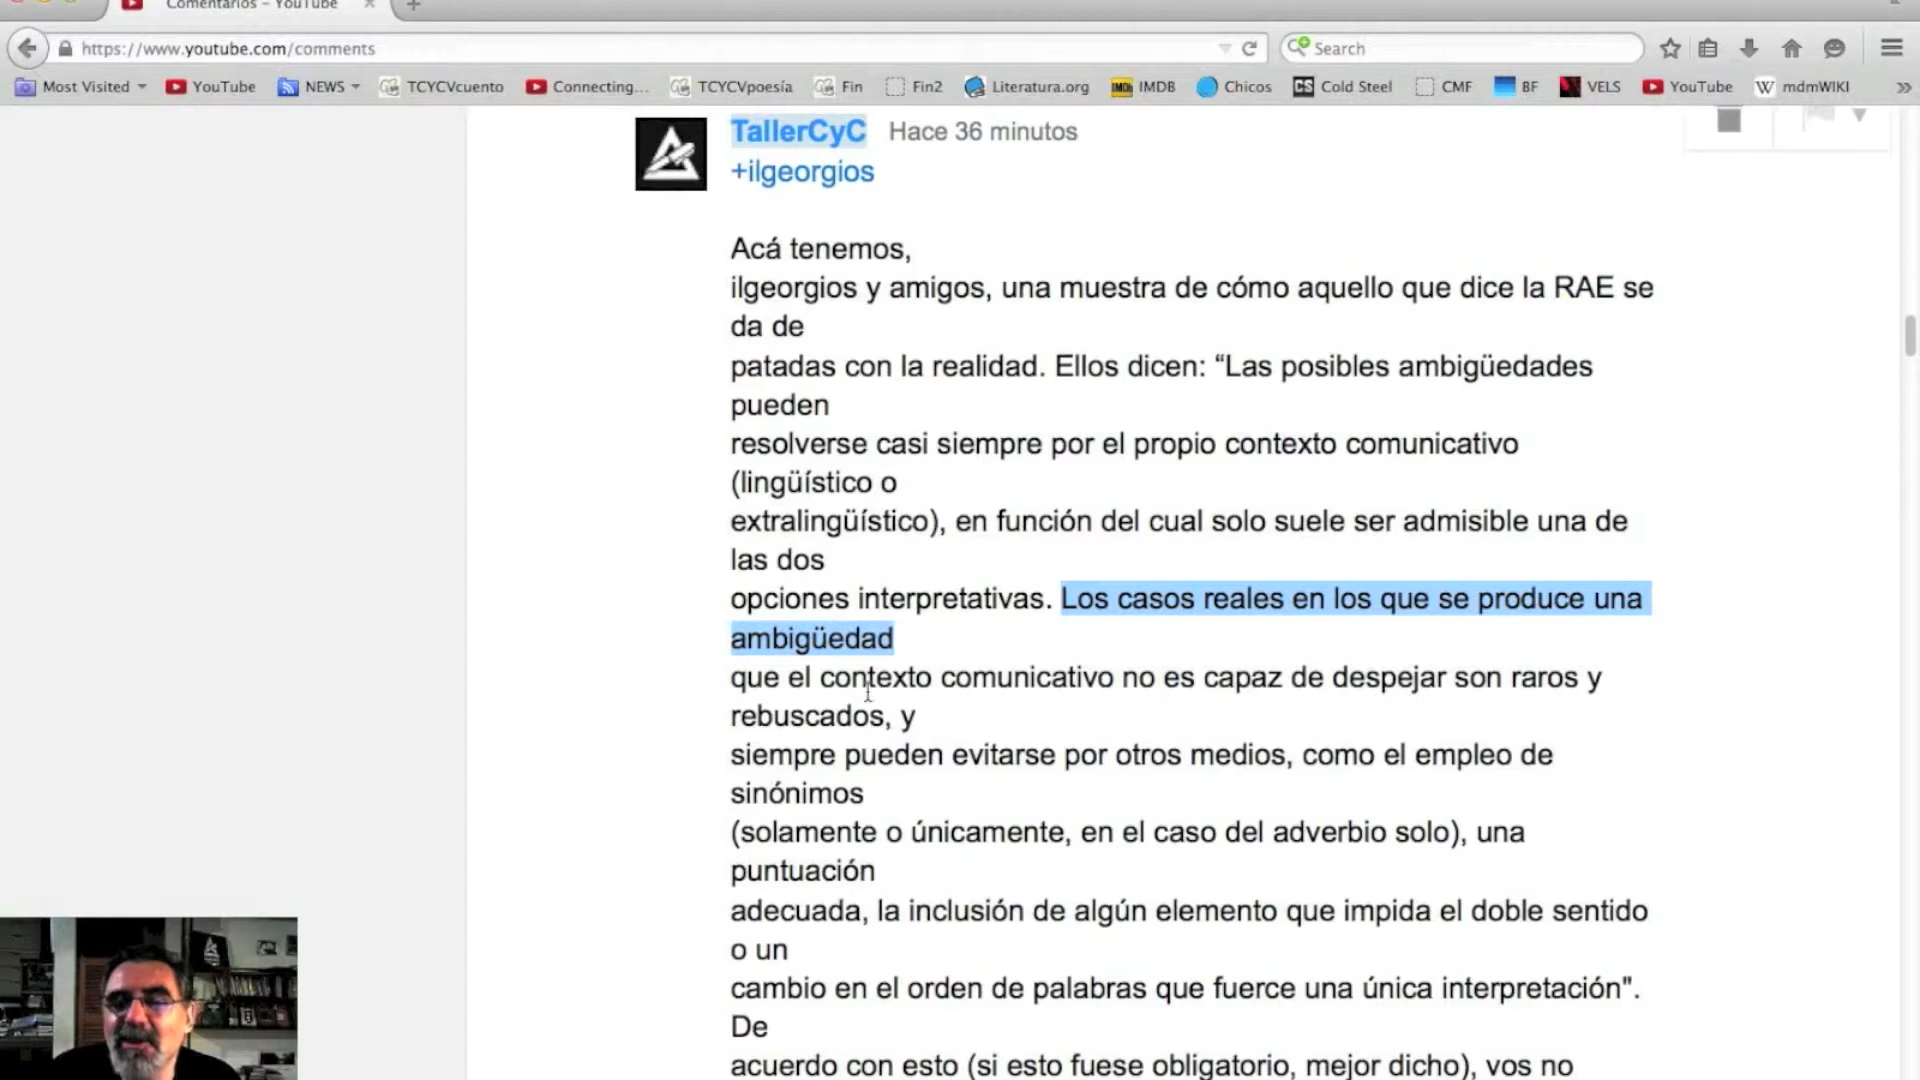 Comentarios – YouTube
https://www.youtube.com/comments
Search
Most Visited
YouTube
NEWS
TCYCVcuento
Connecting...
TCYCVpoesía
Fin
Fin2
Literatura.org
IMDB
Chicos
CS Cold Steel
CMF
BF
VELS
YouTube
W mdmWIKI
TallerCyC Hace 36 minutos
+ilgeorgios
Acá tenemos,
ilgeorgios y amigos, una muestra de cómo aquello que dice la RAE se
da de
patadas con la realidad. Ellos dicen: “Las posibles ambigüedades
pueden
resolverse casi siempre por el propio contexto comunicativo
(lingüístico o
extralingüístico), en función del cual solo suele ser admisible una de
las dos
opciones interpretativas. Los casos reales en los que se produce una
ambigüedad
que el contexto comunicativo no es capaz de despejar son raros y
rebuscados, y
siempre pueden evitarse por otros medios, como el empleo de
sinónimos
(solamente o únicamente, en el caso del adverbio solo), una
puntuación
adecuada, la inclusión de algún elemento que impida el doble sentido
o un
cambio en el orden de palabras que fuerce una única interpretación".
De
acuerdo con esto (si esto fuese obligatorio, mejor dicho), vos no